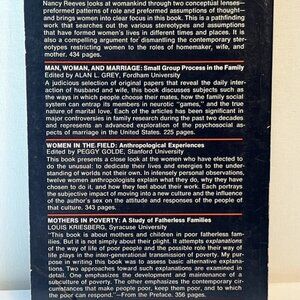 Nancy Reeves looks at womankind through two conceptual lenses—
preformed patterns of role and preferred assumptions of thought—
and brings women into clear focus in this book. This is a pathfinding
work that searches out the various stereotypes and assumptions
that have formed women's lives in different times and places. It is
also a compelling argument for dismantling the contemporary ster-
eotypes restricting women to the roles of homemaker, wife, and
mother. 434 pages.
MAN, WOMAN, AND MARRIAGE: Small Group Process in the Family
Edited by ALAN L. GREY, Fordham University
A judicious selection of original papers that reveal the daily inter-
action of husband and wife, this book discusses subjects such as
the ways in which people choose their mates, how the family social
system can entrap its members in neurotic "games," and the true
nature of marital love. Each of the articles has been significant in
major controversies in family research during the past two decades
and represents an advanced exploration of the psychosocial as-
pects of marriage in the United States. 225 pages.
WOMEN IN THE FIELD: Anthropological Experiences
Edited by PEGGY GOLDE, Stanford University
This book presents a close look at the women who have elected to
do the unusual: to dedicate their lives and energies to the under-
standing of worlds not their own. In intensely personal observations,
twelve women anthropologists explain what they do, why they have
chosen to do it, and how they feel about their work. Each portrays
the subjective impact of moving into a new culture and the influence
of the author's sex on the attitude and responses of the people of
that culture. 343 pages.
MOTHERS IN POVERTY: A Study of Fatherless Families
LOUIS KRIESBERG, Syracuse University
"This book is about mothers and children in poor fatherless fam-
ilies. But it is not simply about their plight. It attempts explanations
of the way of life of poor people and the possible role their way of
life plays in the inter-generational transmission of poverty. My pur-
pose in writing this book was to assess basic alternative explana-
tions. Two approaches toward such explanations are examined in
detail. One emphasizes the development and maintenance of a
subculture of poverty. The other emphasizes the contemporary cir-
cumstances that make poor people, keep them poor, and to which
the poor can respond."—From the Preface. 356 pages.